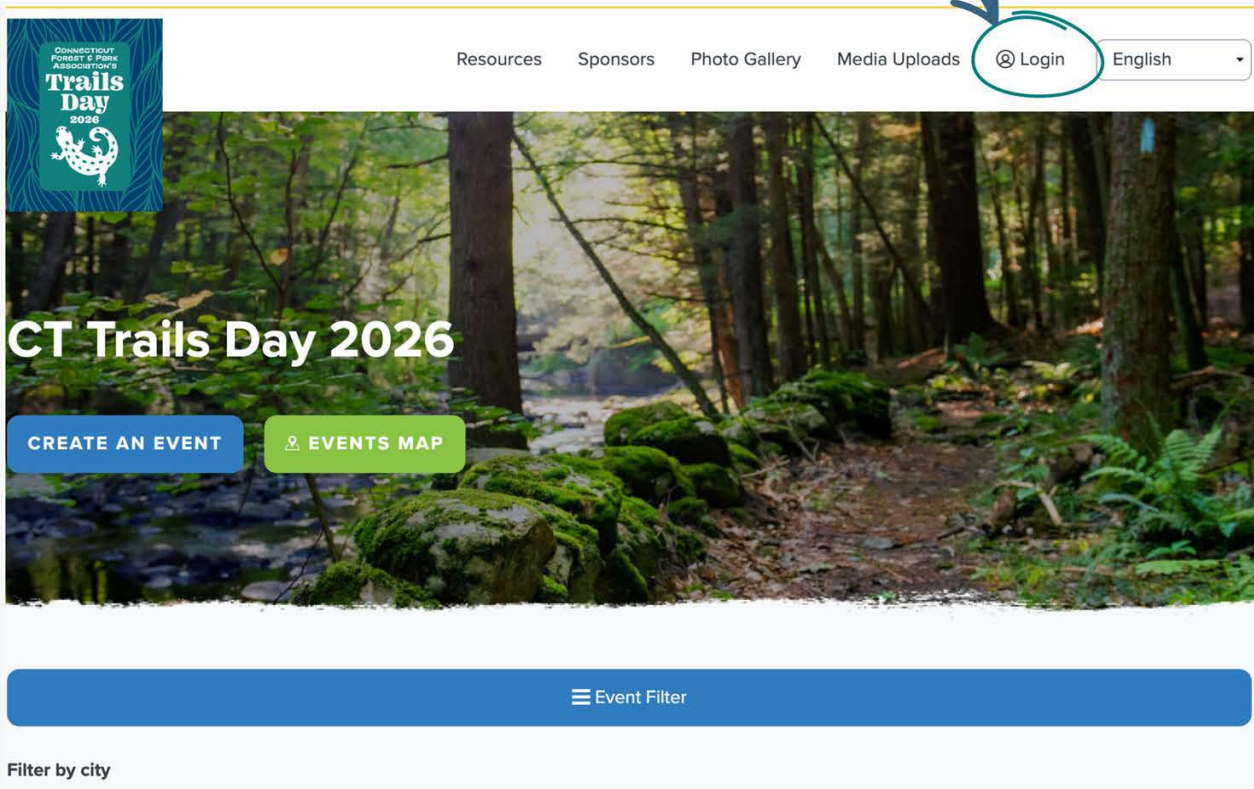 CONNECTICUT
FOREST & PARK
ASSOCIATION'S
Trails
Day
2026
Resources Sponsors Photo Gallery Media Uploads Login English
CT Trails Day 2026
CREATE AN EVENT EVENTS MAP
Event Filter
Filter by city